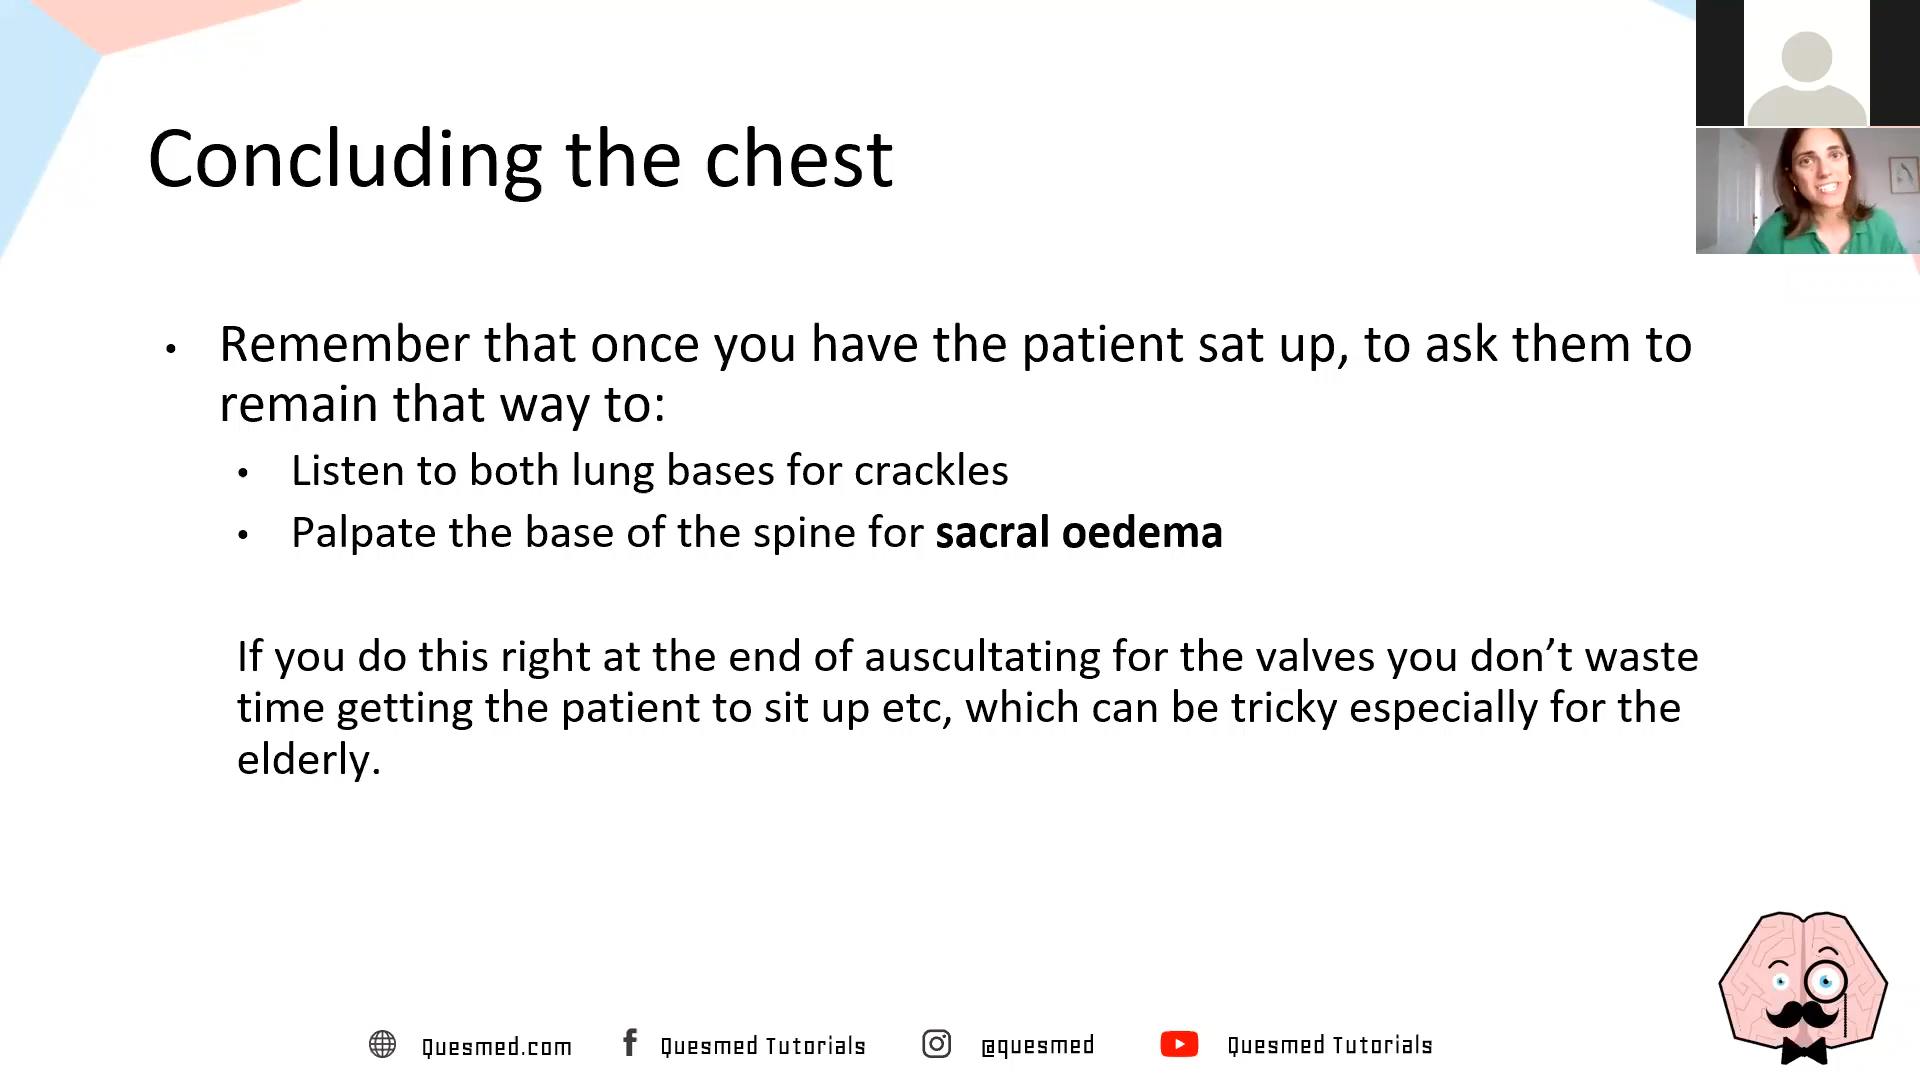 Concluding the chest
• Remember that once you have the patient sat up, to ask them to
remain that way to:
• Listen to both lung bases for crackles
• Palpate the base of the spine for sacral oedema
If you do this right at the end of auscultating for the valves you don’t waste
time getting the patient to sit up etc, which can be tricky especially for the
elderly.
Quesmed.com Quesmed Tutorials @quesmed Quesmed Tutorials